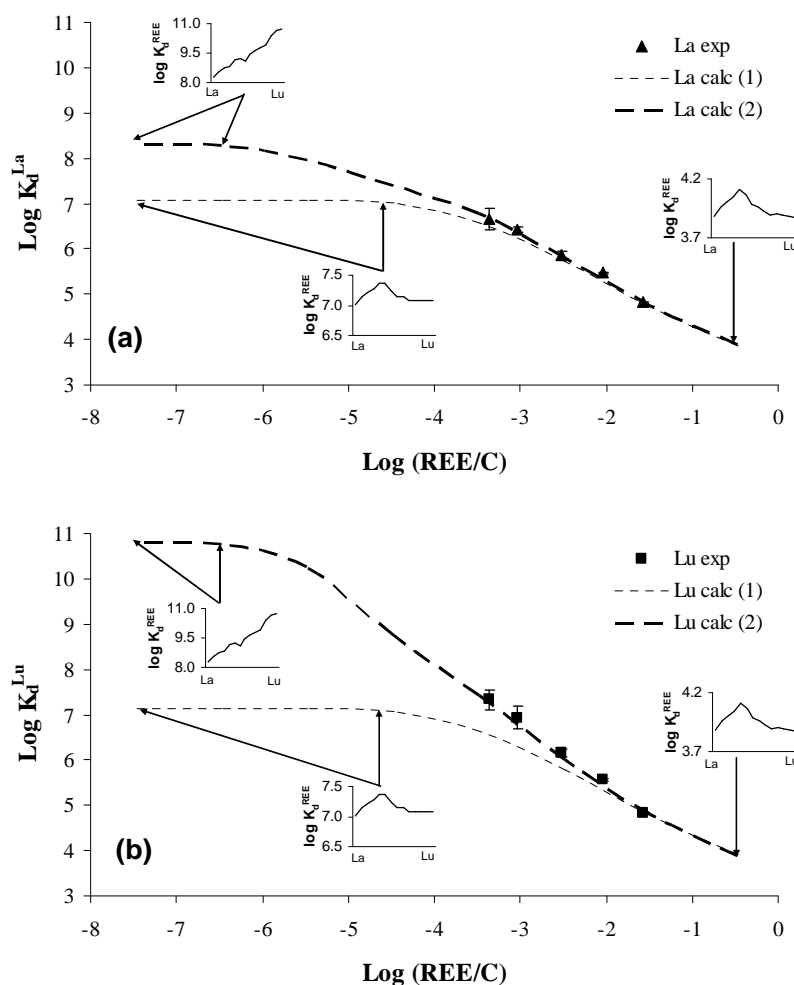 11
10
9
8
7
6
5
4
3
Log K_d^La
-8 -7 -6 -5 -4 -3 -2 -1 0
Log (REE/C)
(a)
La exp
La calc (1)
La calc (2)
log K_d^REE
11.0
9.5
8.0
La Lu
log K_d^REE
7.5
7.0
6.5
La Lu
log K_d^REE
4.2
3.7
La Lu
11
10
9
8
7
6
5
4
3
Log K_d^Lu
-8 -7 -6 -5 -4 -3 -2 -1 0
Log (REE/C)
(b)
Lu exp
Lu calc (1)
Lu calc (2)
log K_d^REE
11.0
9.5
8.0
La Lu
log K_d^REE
7.5
7.0
6.5
La Lu
log K_d^REE
4.2
3.7
La Lu